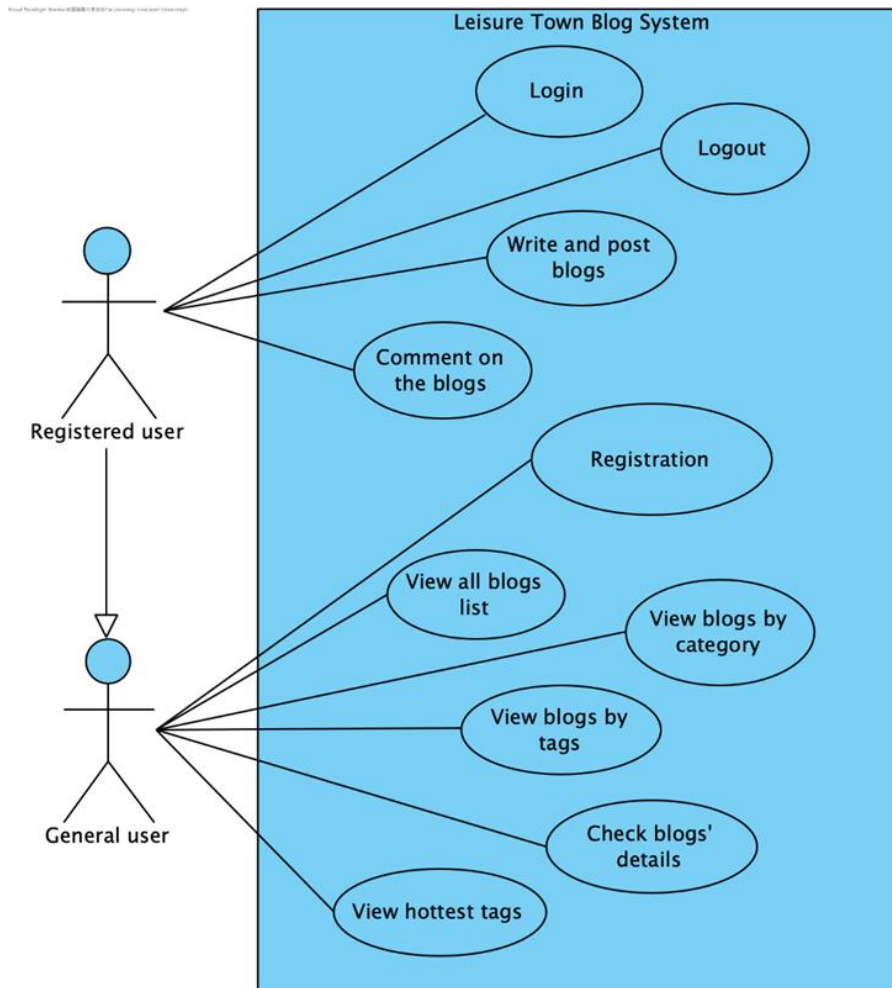 Leisure Town Blog System
Login
Logout
Write and post
blogs
Comment on
the blogs
Registered user
Registration
View all blogs
list
View blogs by
category
View blogs by
tags
General user
Check blogs'
details
View hottest tags